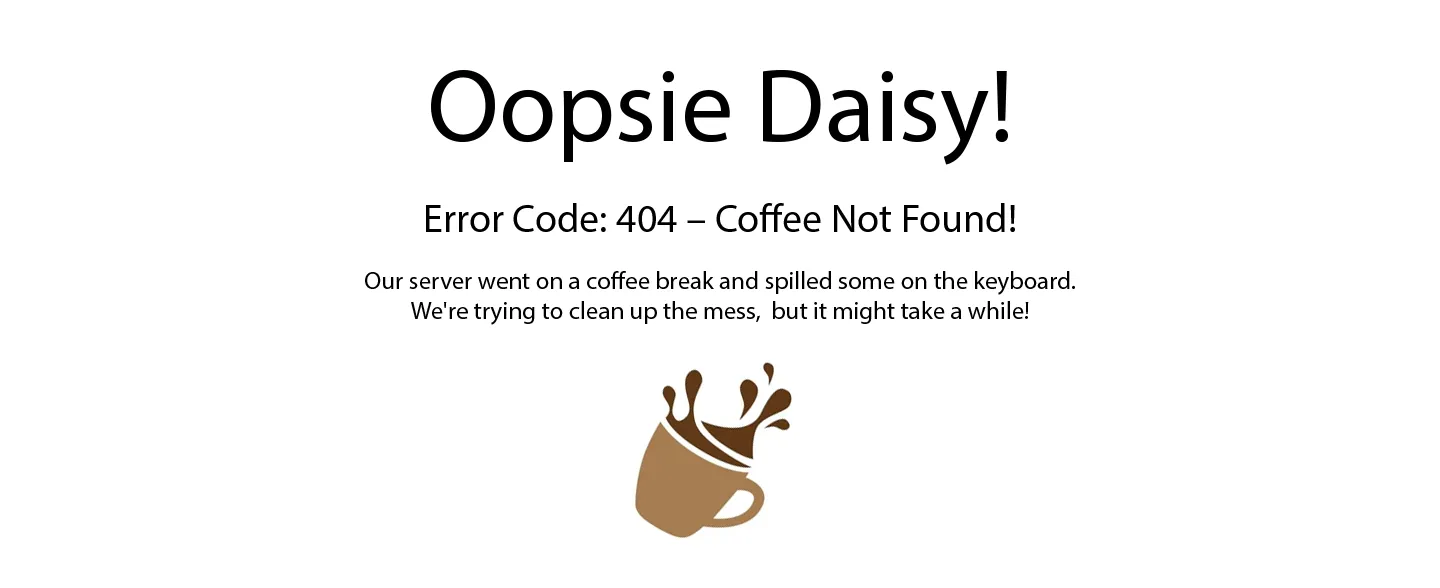 Oopsie Daisy!
Error Code: 404 – Coffee Not Found!
Our server went on a coffee break and spilled some on the keyboard.
We're trying to clean up the mess,  but it might take a while!